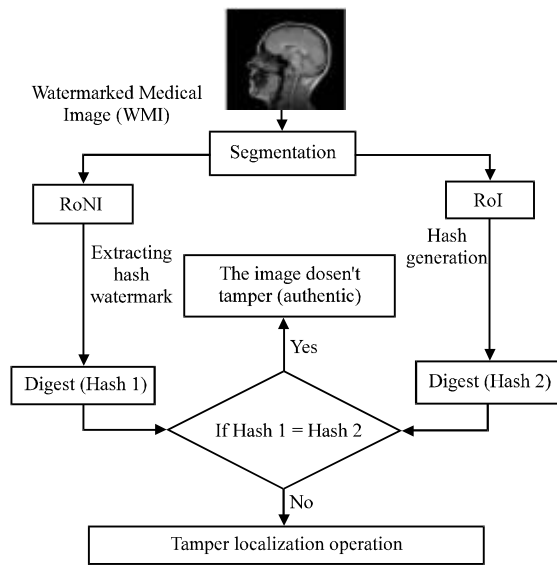 Watermarked Medical
Image (WMI)
Segmentation
RoNI
RoI
Extracting
hash
watermark
Hash
generation
The image dosen't
tamper (authentic)
Yes
Digest (Hash 1)
Digest (Hash 2)
If Hash 1 = Hash 2
No
Tamper localization operation